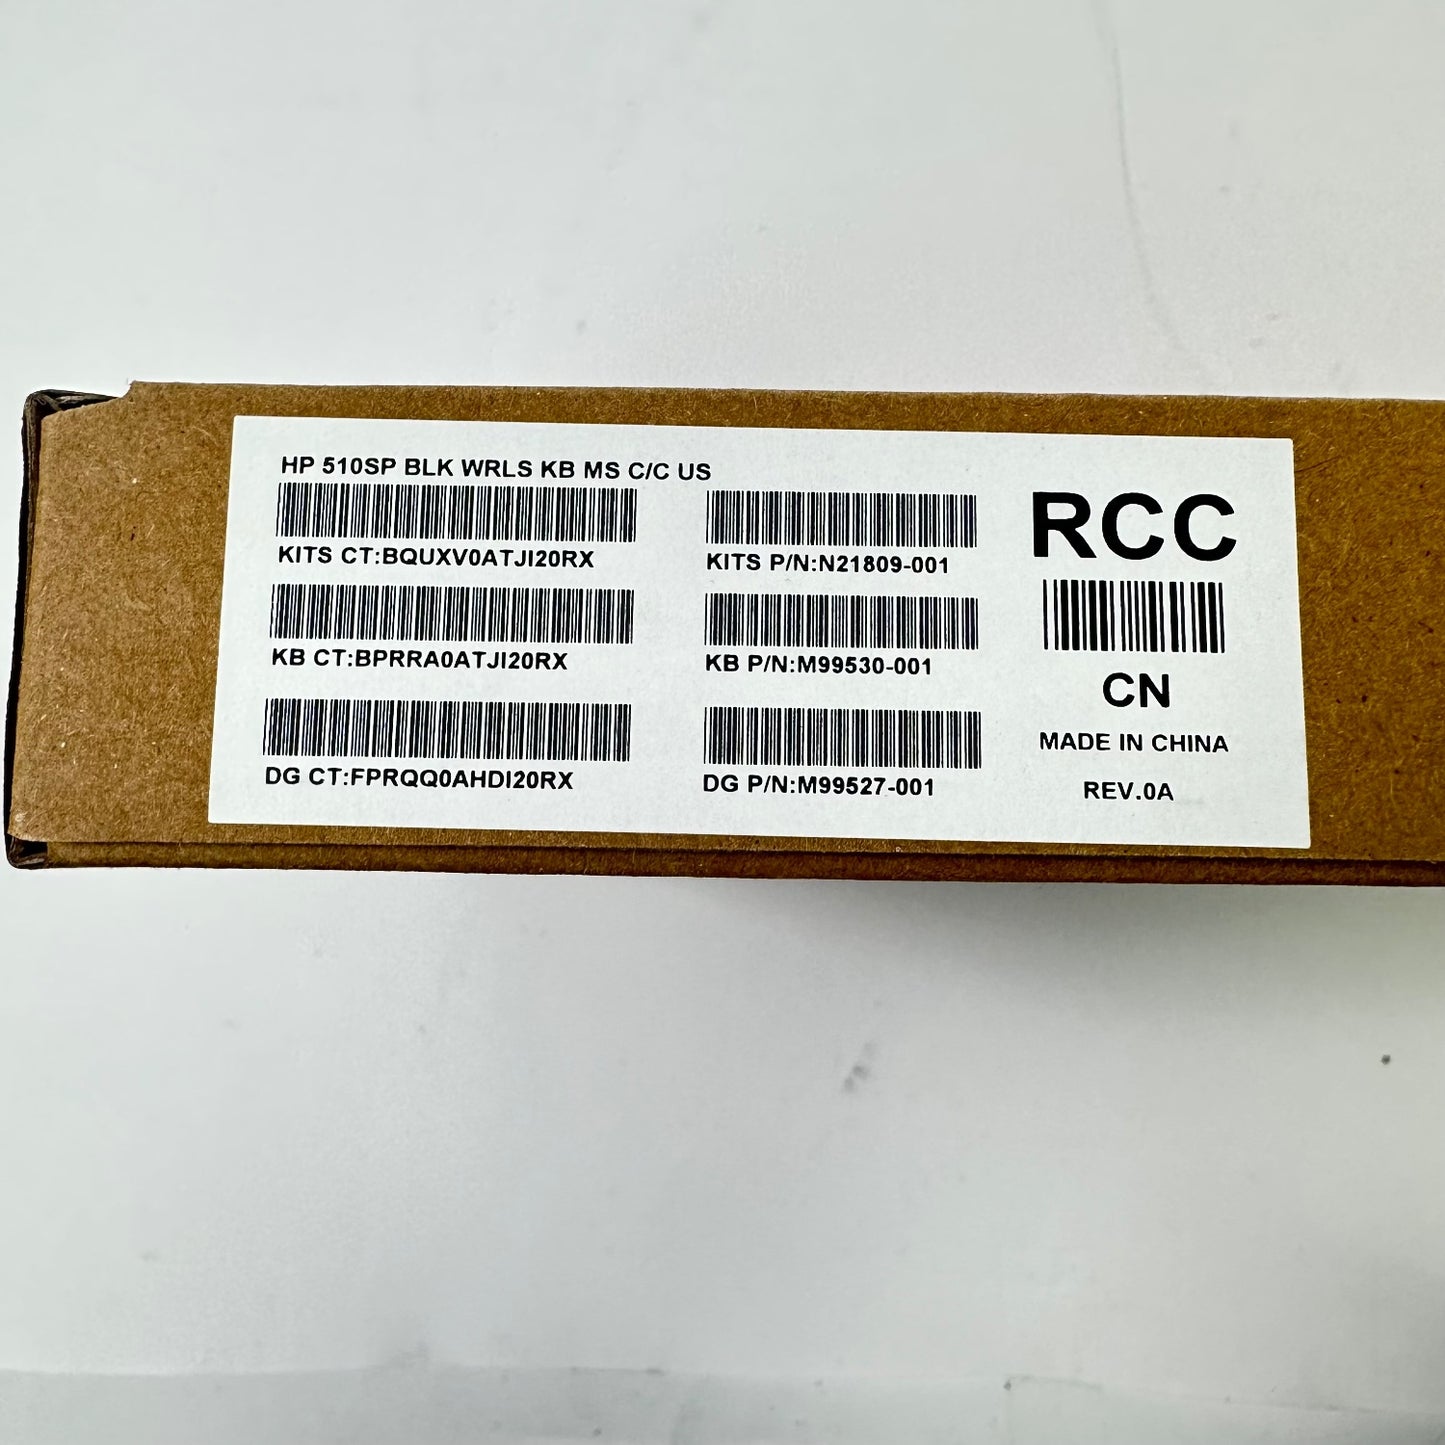 HP 510SP BLK WRLS KB MS C/C US
KITS CT:BQUXV0ATJI20RX
KITS P/N:N21809-001
KB CT:BPRRA0ATJI20RX
KB P/N:M99530-001
DG CT:FPRQQ0AHDI20RX
DG P/N:M99527-001
RCC
CN
MADE IN CHINA
REV.0A